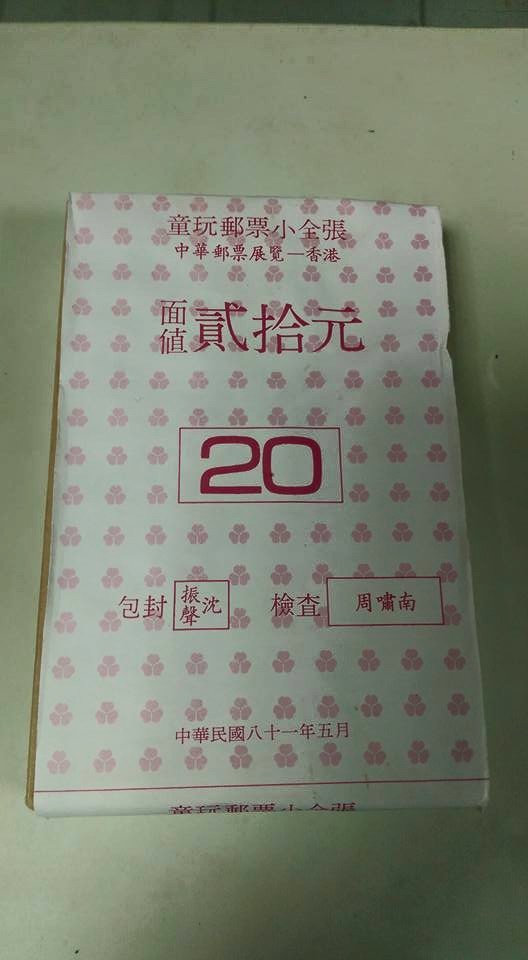 童玩郵票小全張
中華郵票展覽—香港
面值 貳拾元
20
包封 沈振聲 檢查 周嘯南
中華民國八十一年五月
童玩郵票小全張